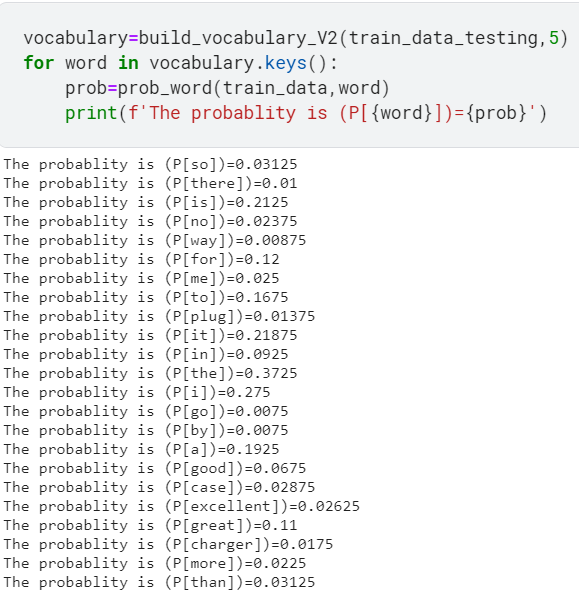 vocabulary=build_vocabulary_V2(train_data_testing,5)
for word in vocabulary.keys():
    prob=prob_word(train_data,word)
    print(f'The probablity is (P[{word}])={prob}')
The probablity is (P[so])=0.03125
The probablity is (P[there])=0.01
The probablity is (P[is])=0.2125
The probablity is (P[no])=0.02375
The probablity is (P[way])=0.00875
The probablity is (P[for])=0.12
The probablity is (P[me])=0.025
The probablity is (P[to])=0.1675
The probablity is (P[plug])=0.01375
The probablity is (P[it])=0.21875
The probablity is (P[in])=0.0925
The probablity is (P[the])=0.3725
The probablity is (P[i])=0.275
The probablity is (P[go])=0.0075
The probablity is (P[by])=0.0075
The probablity is (P[a])=0.1925
The probablity is (P[good])=0.0675
The probablity is (P[case])=0.02875
The probablity is (P[excellent])=0.02625
The probablity is (P[great])=0.11
The probablity is (P[charger])=0.0175
The probablity is (P[more])=0.0225
The probablity is (P[than])=0.03125